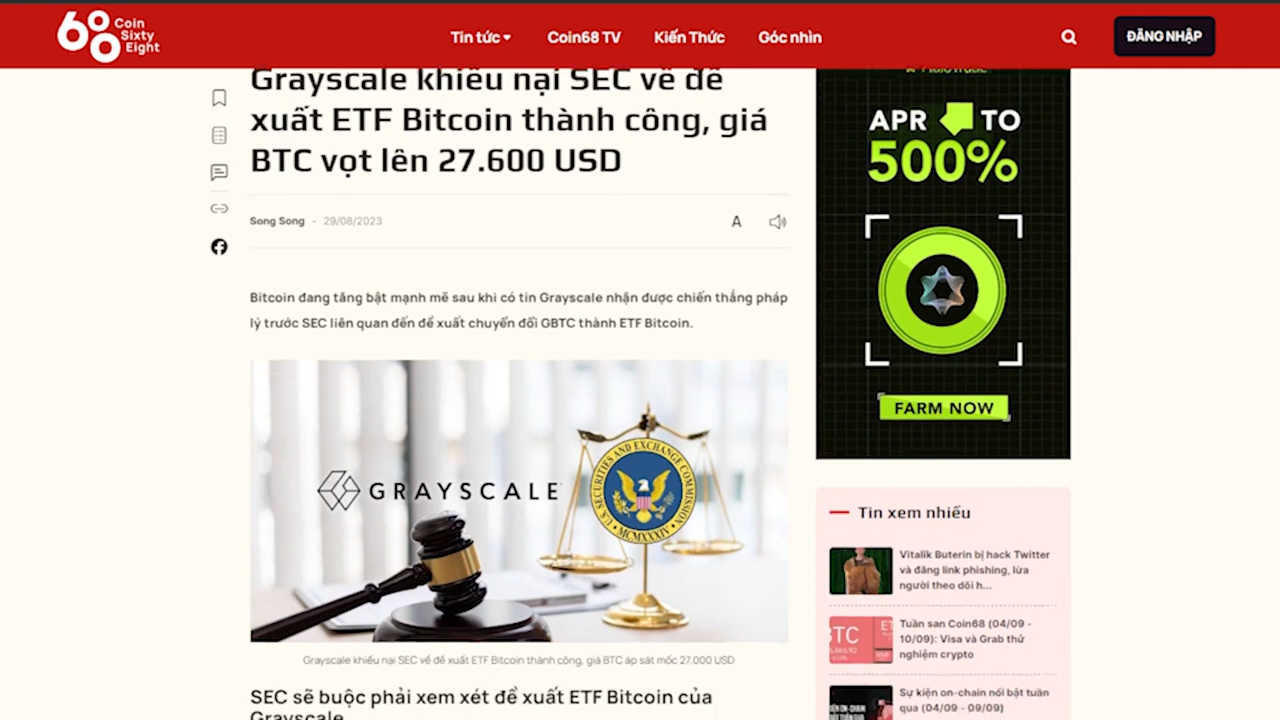 68 Coin
Sixty
Eight
Tin tức
Coin68 TV
Kiến Thức
Góc nhìn
ĐĂNG NHẬP
Grayscale khiếu nại SEC về đề
xuất ETF Bitcoin thành công, giá
BTC vọt lên 27.600 USD
Song Song - 29/08/2023
A
Bitcoin đang tăng bật mạnh mẽ sau khi có tin Grayscale nhận được chiến thắng pháp
lý trước SEC liên quan đến đề xuất chuyển đổi GBTC thành ETF Bitcoin.
GRAYSCALE
U.S. SECURITIES AND EXCHANGE COMMISSION
MCMXXXIV
Grayscale khiếu nại SEC về đề xuất ETF Bitcoin thành công, giá BTC áp sát mốc 27.000 USD
SEC sẽ buộc phải xem xét đề xuất ETF Bitcoin của
Grayscale
APR TO
500%
FARM NOW
Tin xem nhiều
Vitalik Buterin bị hack Twitter
và đăng link phishing, lừa
người theo dõi h...
Tuần san Coin68 (04/09 -
10/09): Visa và Grab thử
nghiệm crypto
Sự kiện on-chain nổi bật tuần
qua (04/09 - 09/09)